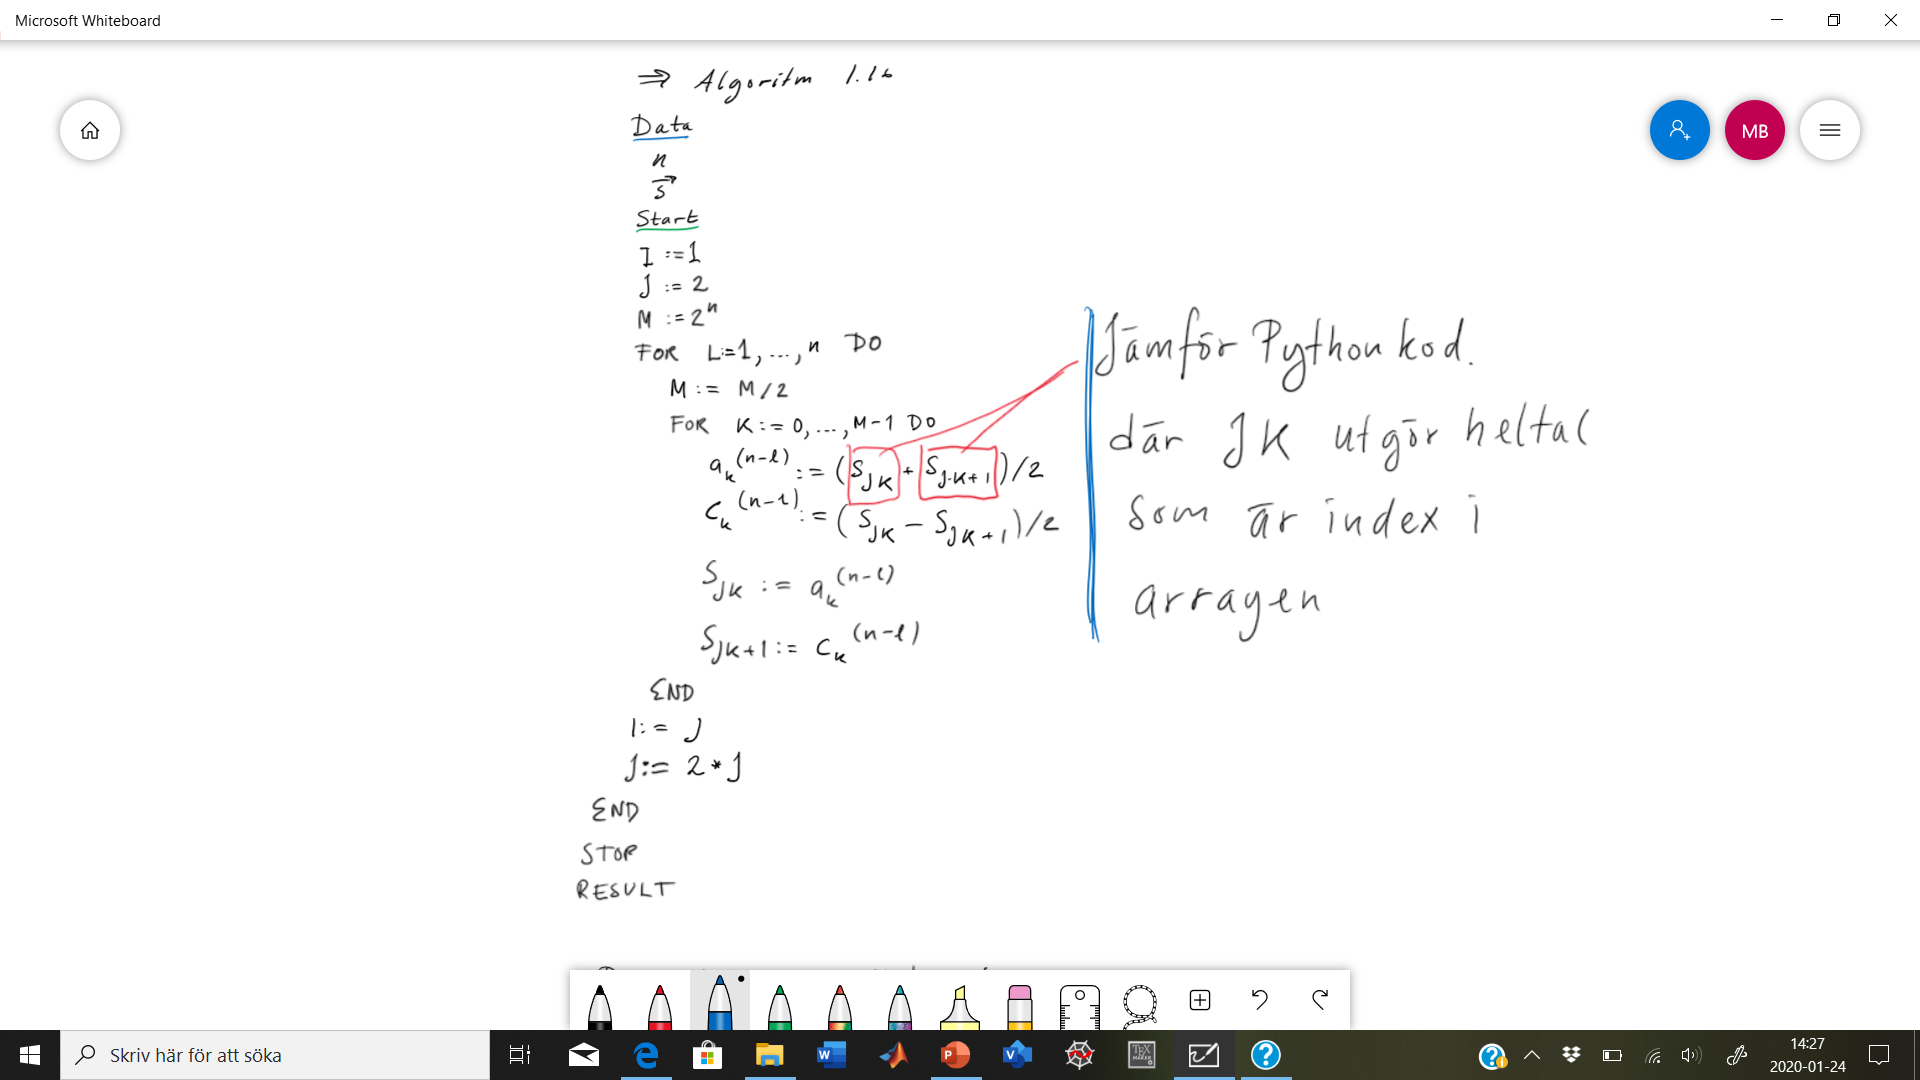 Microsoft Whiteboard
⇒ Algoritm 1.16
MB
Data
n
s
Start
I := 1
J := 2
M := 2^n
FOR L:=1,...,n DO
M := M/2
FOR K := 0,...,M-1 DO
a_k^(n-l) := (S_JK + S_J·K+1)/2
c_k^(n-l) := (S_JK - S_JK+1)/2
S_JK := a_k^(n-l)
S_JK+1 := c_k^(n-l)
END
I := J
J := 2*J
END
STOP
RESULT
Jämför Pythonkod.
där JK utgör heltal
som är index i
arrayen
Skriv här för att söka
14:27
2020-01-24